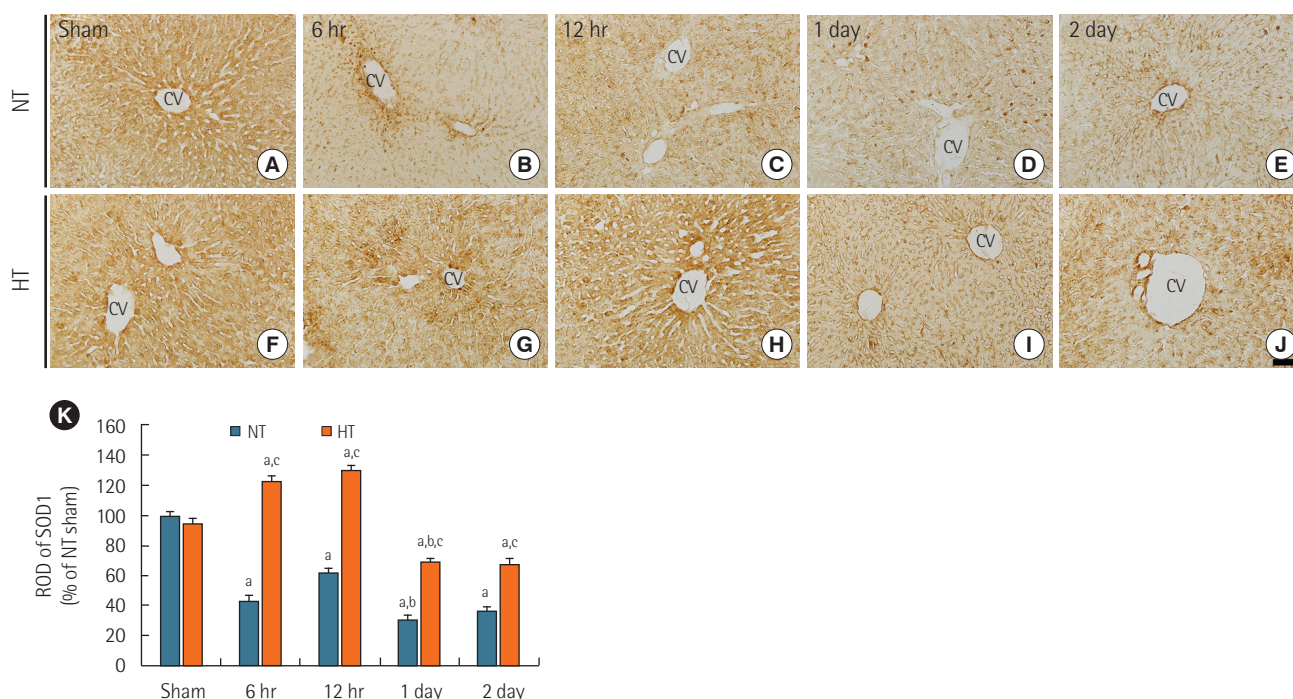 Sham 6 hr 12 hr 1 day 2 day
NT
CV CV CV CV CV
A B C D E
HT
CV CV CV CV CV
F G H I J
K
NT HT
ROD of SOD1
(% of NT sham)
160
140
120
100
80
60
40
20
0
a a,c a a,c a,b a,b,c a a,c
Sham 6 hr 12 hr 1 day 2 day